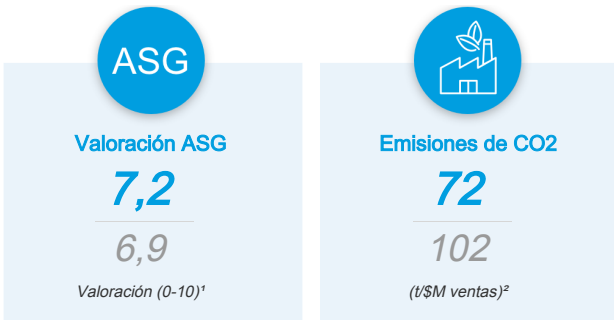 ASG
Valoración ASG
7,2
6,9
Valoración (0-10)¹
Emisiones de CO2
72
102
(t/$M ventas)²